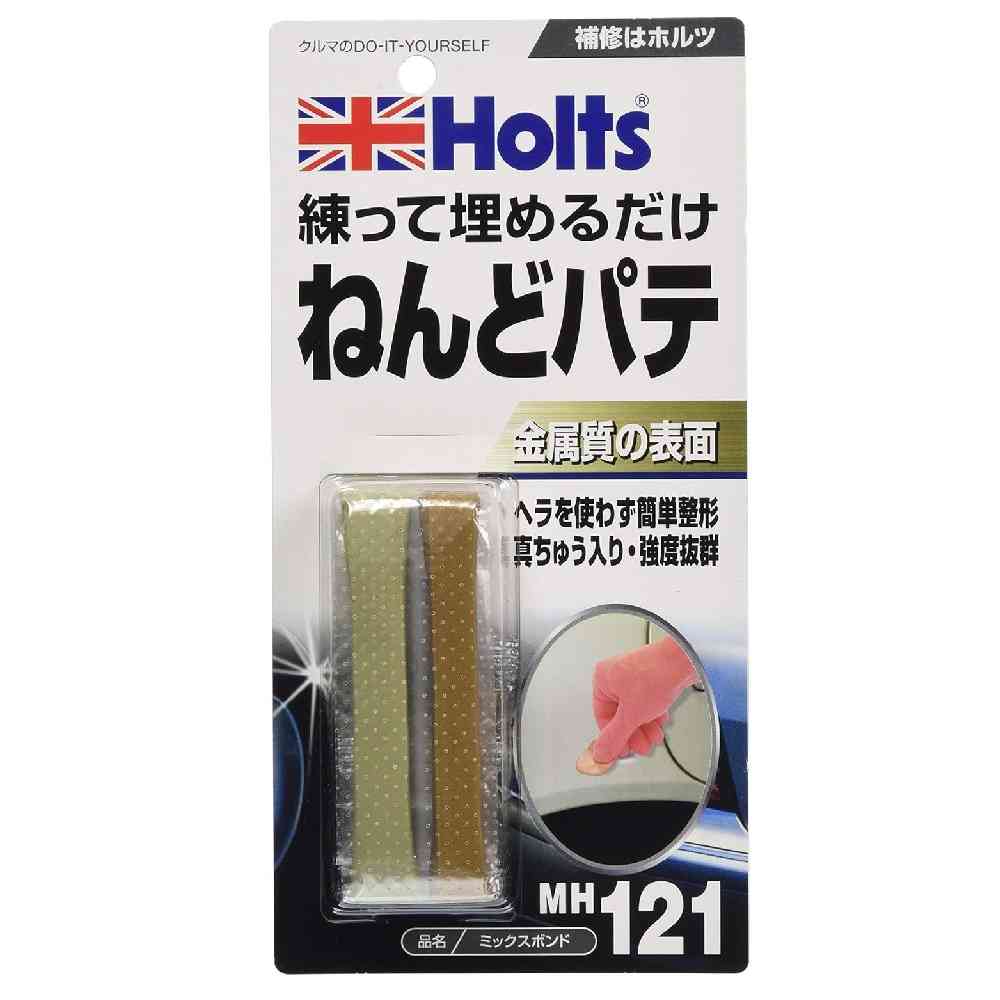 クルマのDO-IT-YOURSELF
補修はホルツ
Holts®
練って埋めるだけ
ねんどパテ
金属質の表面
ヘラを使わず簡単整形
真ちゅう入り・強度抜群
MH121
品名/ミックスボンド